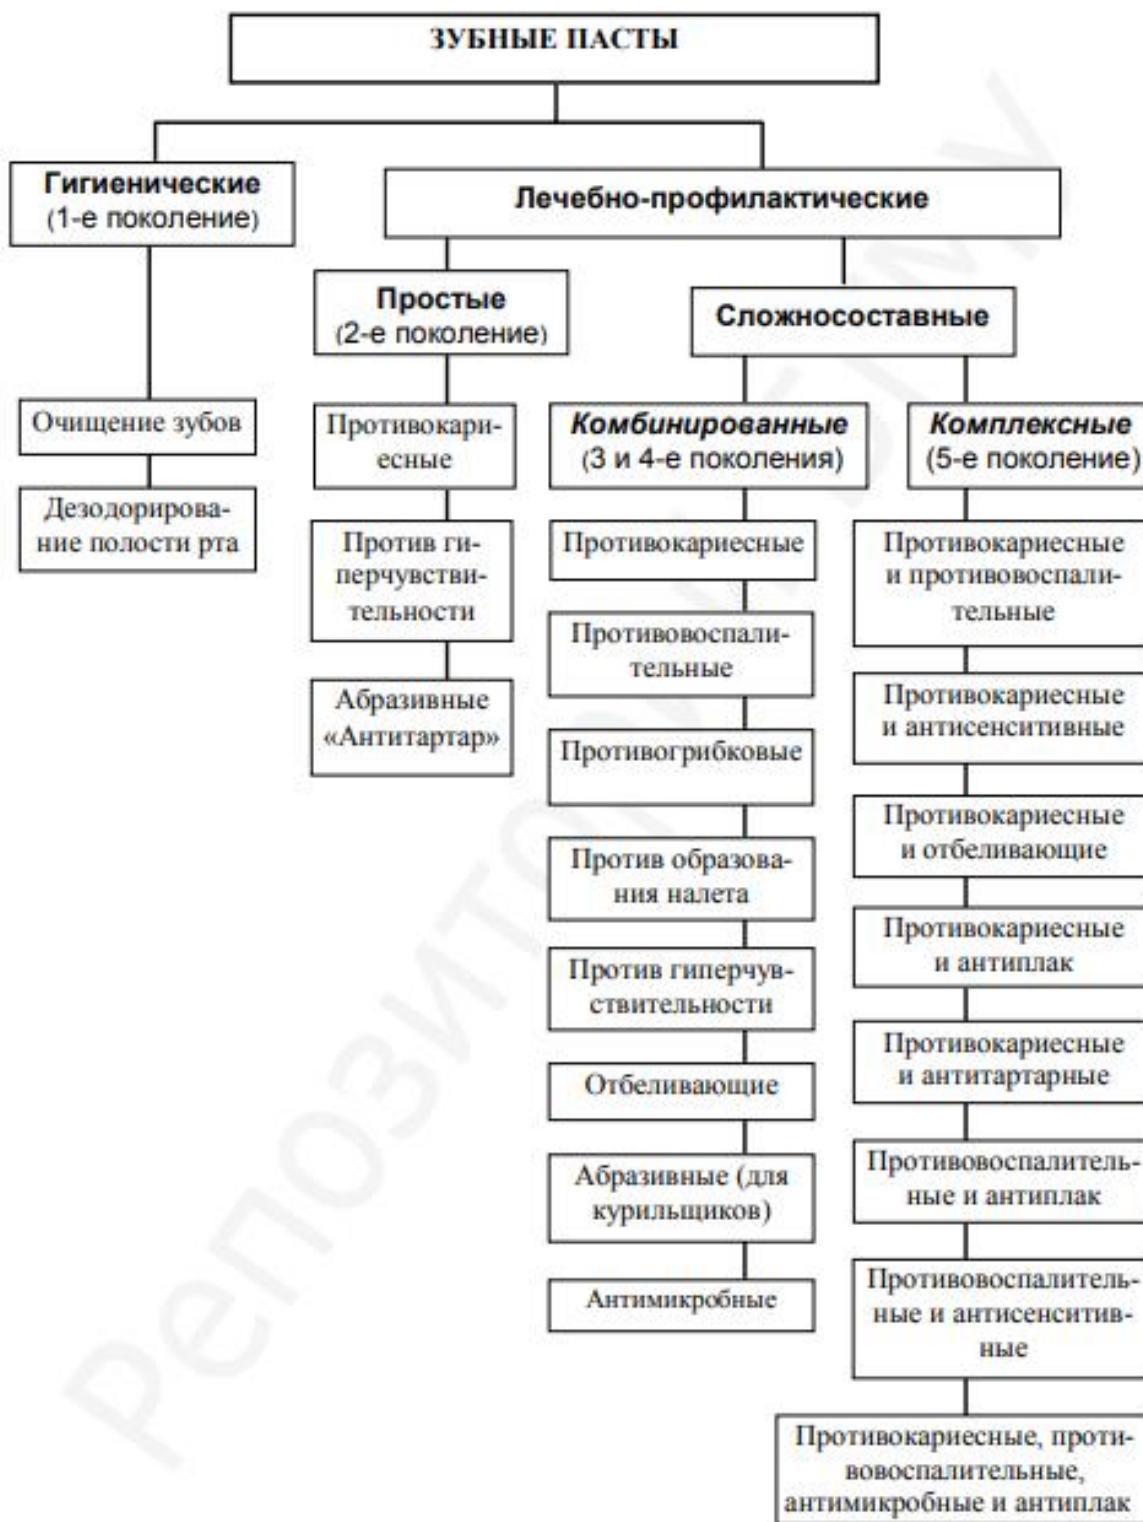 ЗУБНЫЕ ПАСТЫ
Гигиенические
(1-е поколение)
Лечебно-профилактические
Простые
(2-е поколение)
Сложносоставные
Очищение зубов
Дезодорирова-
ние полости рта
Противокари-
есные
Против ги-
перчувстви-
тельности
Абразивные
«Антитартар»
Комбинированные
(3 и 4-е поколения)
Противокариесные
Противовоспали-
тельные
Противогрибковые
Против образова-
ния налета
Против гиперчув-
ствительности
Отбеливающие
Абразивные (для
курильщиков)
Антимикробные
Комплексные
(5-е поколение)
Противокариесные
и противовоспали-
тельные
Противокариесные
и антисенситивные
Противокариесные
и отбеливающие
Противокариесные
и антиплак
Противокариесные
и антитартарные
Противовоспалитель-
ные и антиплак
Противовоспалитель-
ные и антисенситив-
ные
Противокариесные, проти-
вовоспалительные,
антимикробные и антиплак
Репозиторий БГМУ